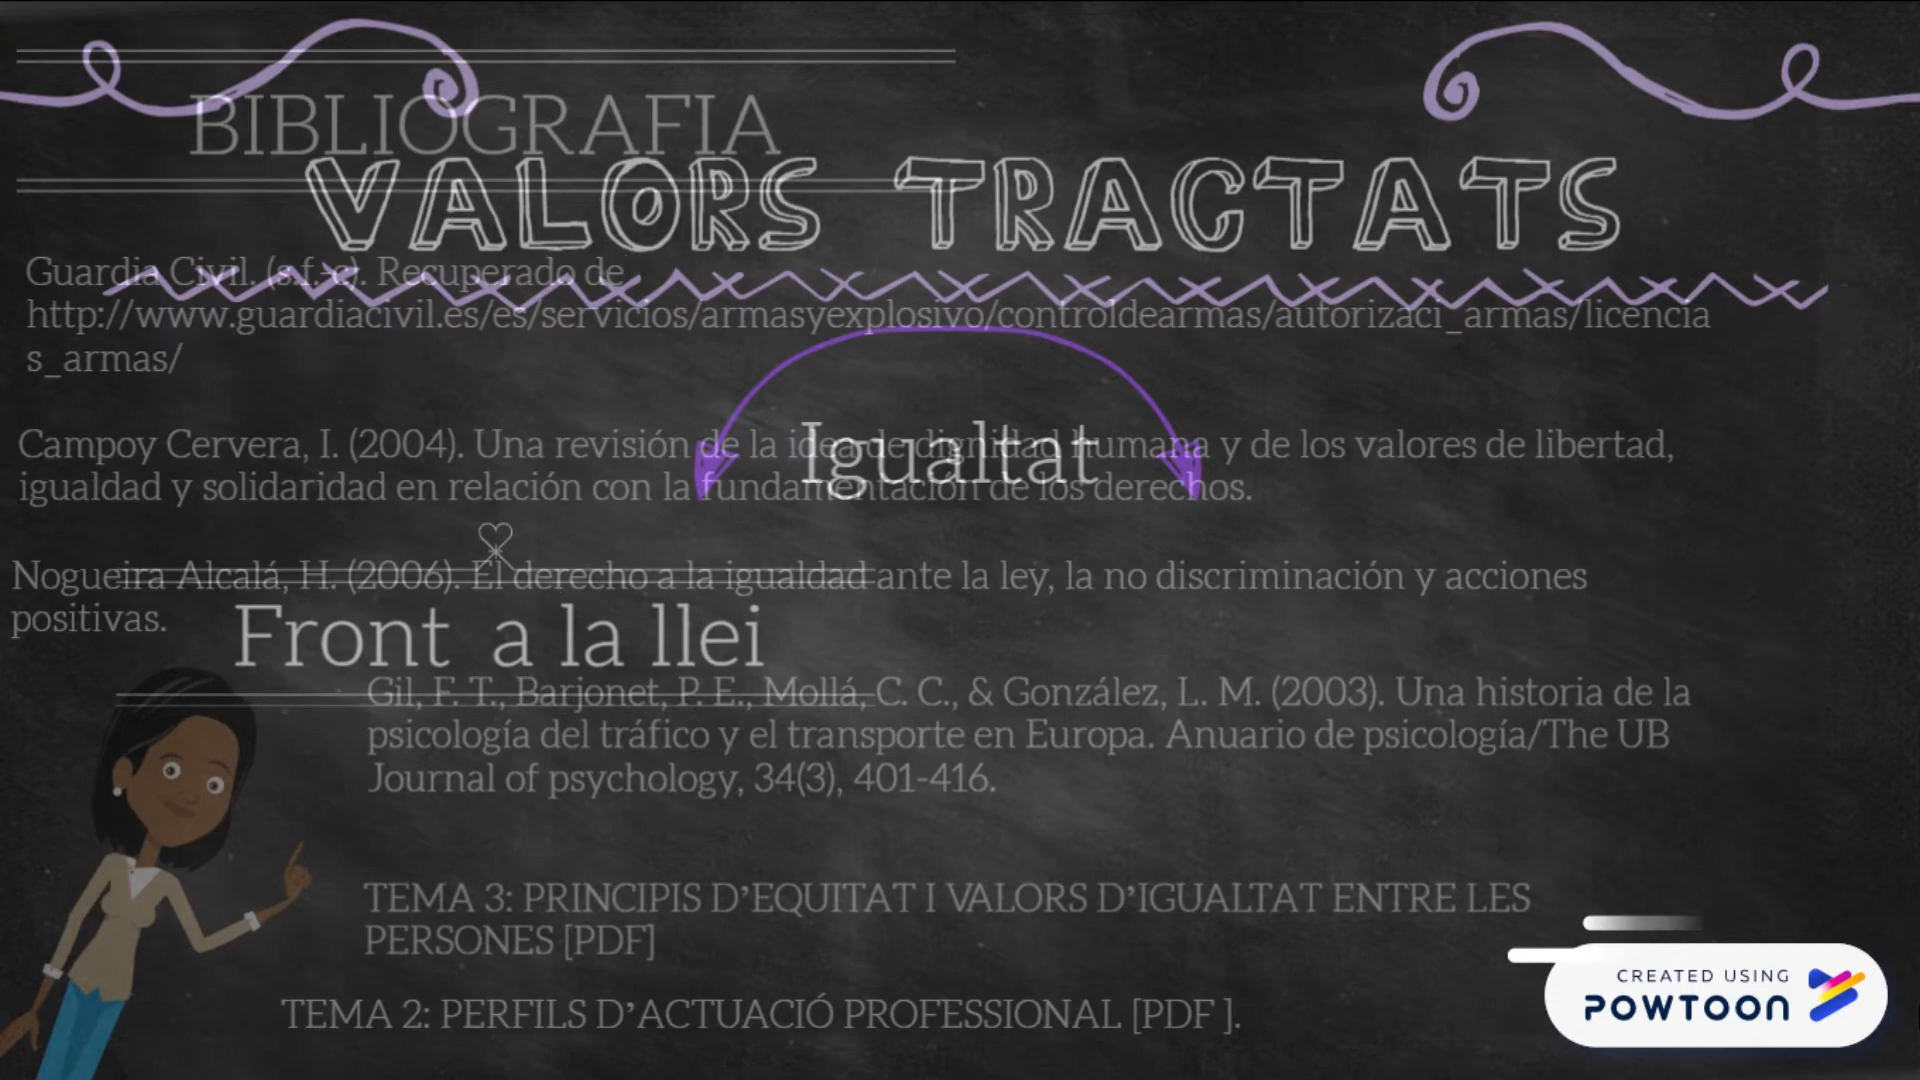 BIBLIOGRAFIA
VALORS TRACTATS
Guardia Civil. (s.f.-c). Recuperado de
http://www.guardiacivil.es/es/servicios/armasyexplosivo/controldearmas/autorizaci_armas/licencia
s_armas/
Igualtat
Campoy Cervera, I. (2004). Una revisión de la idea de dignidad humana y de los valores de libertad,
igualdad y solidaridad en relación con la fundamentación de los derechos.
Nogueira Alcalá, H. (2006). El derecho a la igualdad ante la ley, la no discriminación y acciones
positivas.
Front a la llei
Gil, F. T., Barjonet, P. E., Mollá, C. C., & González, L. M. (2003). Una historia de la
psicología del tráfico y el transporte en Europa. Anuario de psicología/The UB
Journal of psychology, 34(3), 401-416.
TEMA 3: PRINCIPIS D’EQUITAT I VALORS D’IGUALTAT ENTRE LES
PERSONES [PDF]
TEMA 2: PERFILS D’ACTUACIÓ PROFESSIONAL [PDF ].
CREATED USING
POWTOON